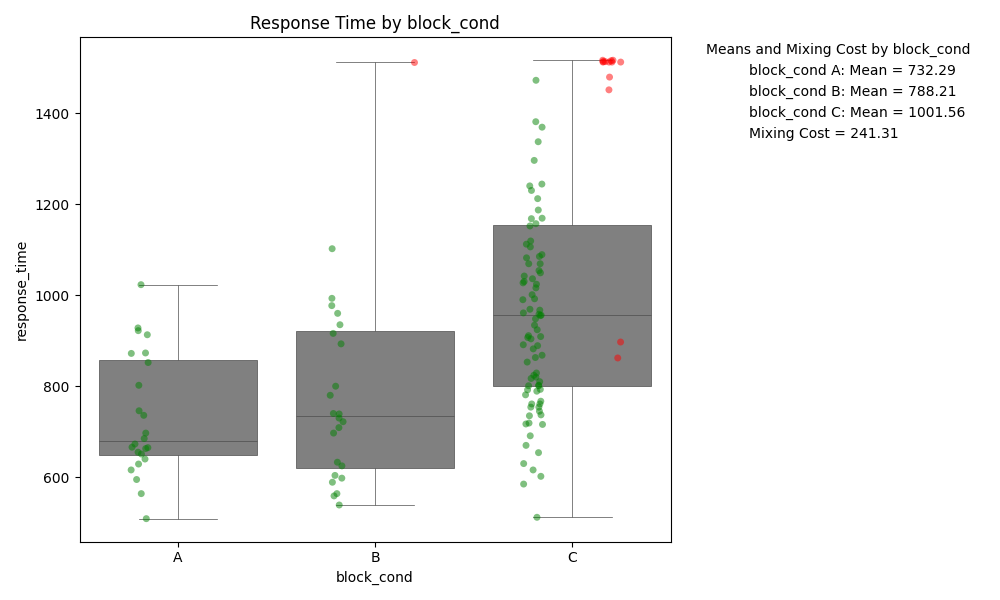 Response Time by block_cond
Means and Mixing Cost by block_cond
block_cond A: Mean = 732.29
block_cond B: Mean = 788.21
block_cond C: Mean = 1001.56
Mixing Cost = 241.31
response_time
1400
1200
1000
800
600
A
B
C
block_cond